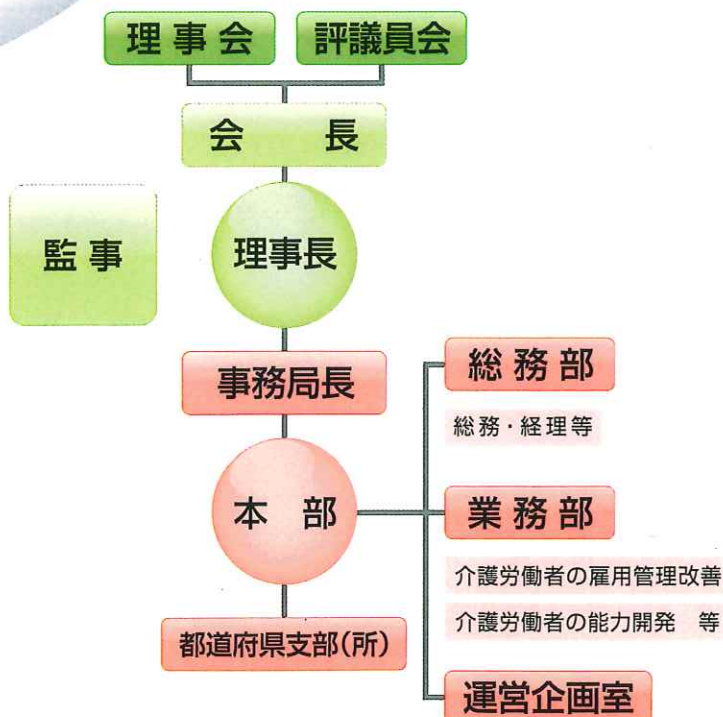 理事会 評議員会
会 長
監事
理事長
事務局長
総務部
総務・経理等
本 部
業務部
介護労働者の雇用管理改善
介護労働者の能力開発 等
都道府県支部(所)
運営企画室